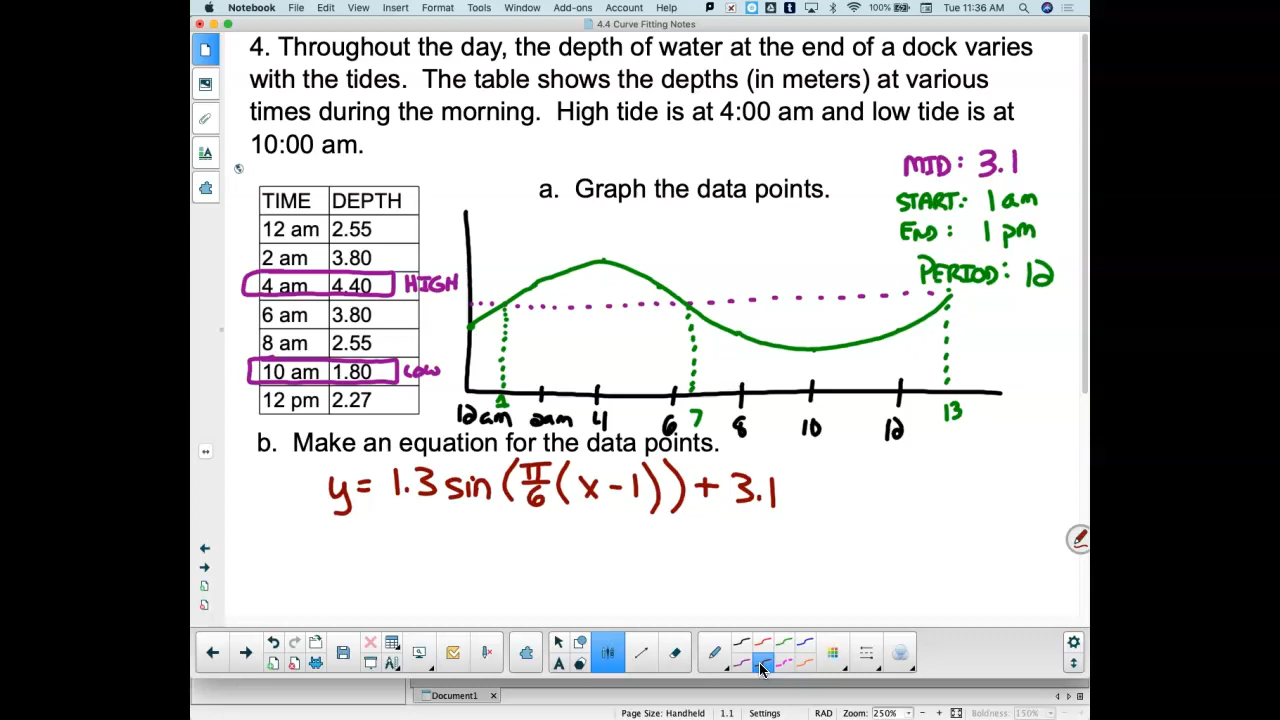 Notebook File Edit View Insert Format Tools Window Add-ons Account Help 100% Tue 11:36 AM
4.4 Curve Fitting Notes
4. Throughout the day, the depth of water at the end of a dock varies
with the tides. The table shows the depths (in meters) at various
times during the morning. High tide is at 4:00 am and low tide is at
10:00 am.
MID: 3.1
a. Graph the data points.
START: 1 am
END: 1 pm
PERIOD: 12
TIME DEPTH
12 am 2.55
2 am 3.80
4 am 4.40 HIGH
6 am 3.80
8 am 2.55
10 am 1.80 LOW
12 pm 2.27
12am 1 2am 4 6 7 8 10 12 13
b. Make an equation for the data points.
y = 1.3 sin(π/6(x-1)) + 3.1
Document1
Page Size: Handheld 1.1 Settings RAD Zoom: 250% Boldness: 150%